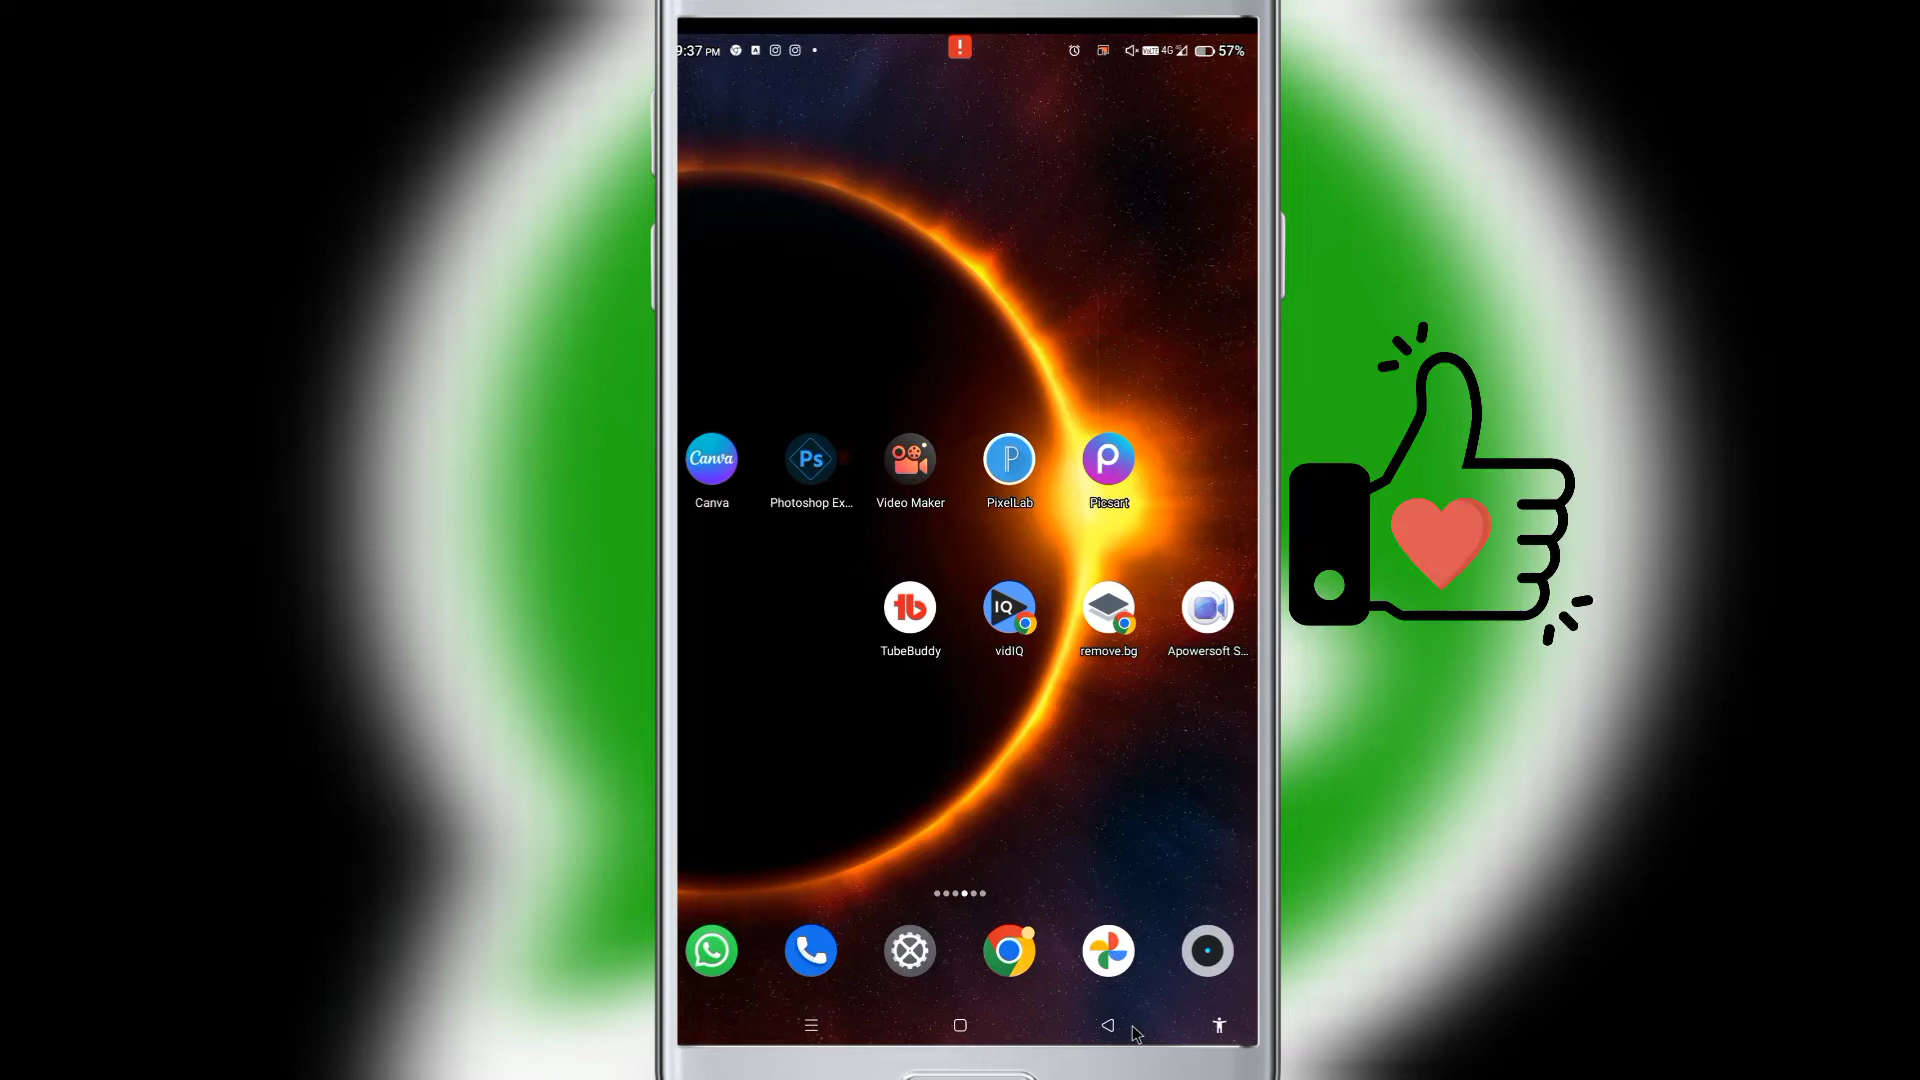 9:37 PM
4G 57%
Canva
Ps
Canva Photoshop Ex... Video Maker PixelLab Picsart
IQ
TubeBuddy vidIQ remove.bg Apowersoft S...